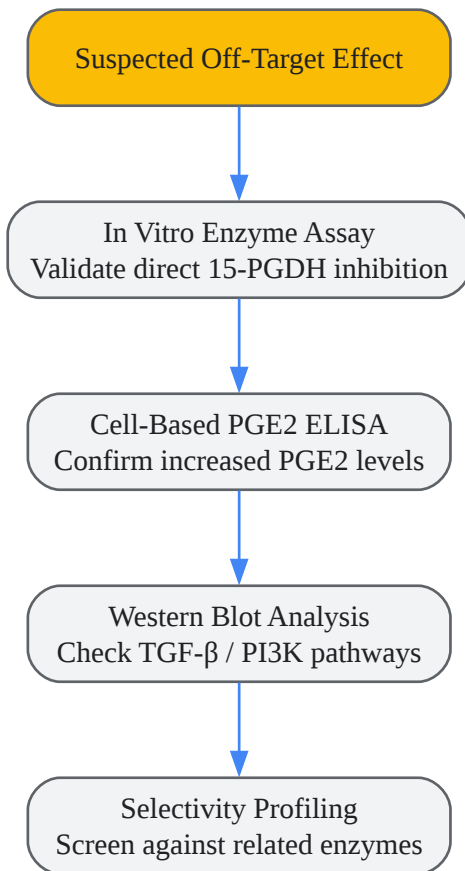 Suspected Off-Target Effect
In Vitro Enzyme Assay
Validate direct 15-PGDH inhibition
Cell-Based PGE2 ELISA
Confirm increased PGE2 levels
Western Blot Analysis
Check TGF-β / PI3K pathways
Selectivity Profiling
Screen against related enzymes